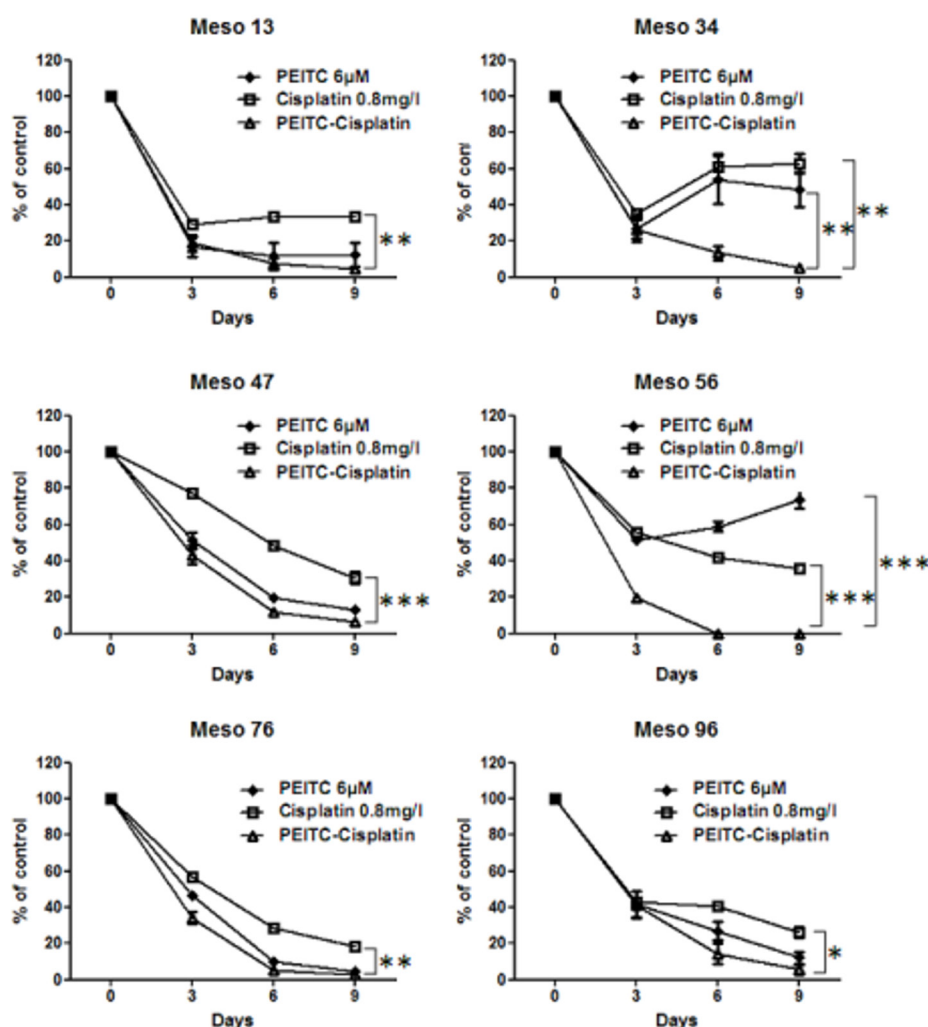 Meso 13
120
100
80
60
40
20
0
% of control
PEITC 6µM
Cisplatin 0.8mg/l
PEITC-Cisplatin
**
0 3 6 9
Days
Meso 34
120
100
80
60
40
20
0
% of con
PEITC 6µM
Cisplatin 0.8mg/l
PEITC-Cisplatin
**
**
0 3 6 9
Days
Meso 47
120
100
80
60
40
20
0
% of control
PEITC 6µM
Cisplatin 0.8mg/l
PEITC-Cisplatin
***
0 3 6 9
Days
Meso 56
120
100
80
60
40
20
0
% of control
PEITC 6µM
Cisplatin 0.8mg/l
PEITC-Cisplatin
***
***
0 3 6 9
Days
Meso 76
120
100
80
60
40
20
0
% of control
PEITC 6µM
Cisplatin 0.8mg/l
PEITC-Cisplatin
**
0 3 6 9
Days
Meso 96
120
100
80
60
40
20
0
% of control
PEITC 6µM
Cisplatin 0.8mg/l
PEITC-Cisplatin
*
0 3 6 9
Days